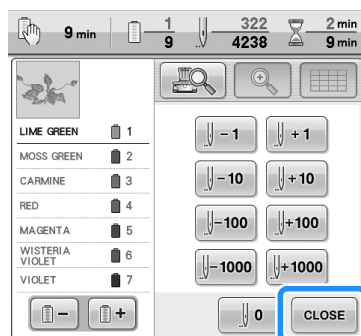 9 min
1
9
322
4238
2 min
9 min
LIME GREEN 1
MOSS GREEN 2
CARMINE 3
RED 4
MAGENTA 5
WISTERIA
VIOLET 6
VIOLET 7
-1
+1
-10
+10
-100
+100
-1000
+1000
0
CLOSE
- 
+